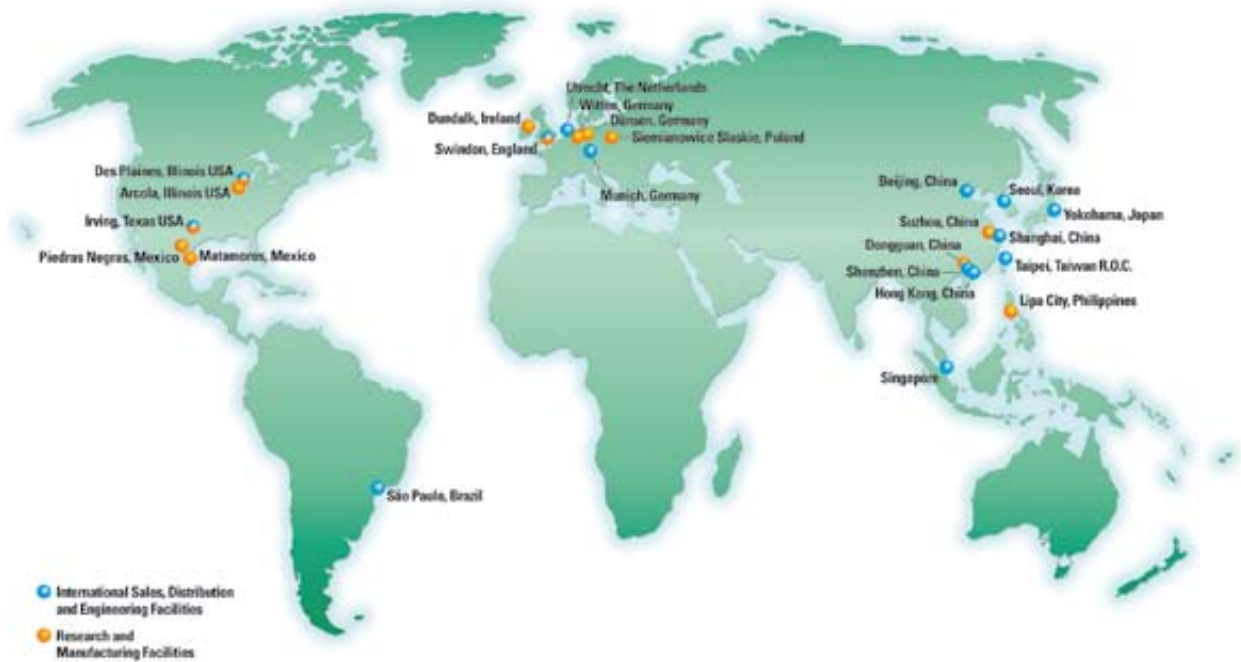 Utrecht, The Netherlands
Witten, Germany
Dundalk, Ireland
Dünsen, Germany
Siemianowice Slaskie, Poland
Swindon, England
Des Plaines, Illinois USA
Arcola, Illinois USA
Munich, Germany
Beijing, China
Seoul, Korea
Irving, Texas USA
Yokohama, Japan
Suzhou, China
Shanghai, China
Dongguan, China
Piedras Negras, Mexico
Matamoros, Mexico
Taipei, Taiwan R.O.C.
Shenzhen, China
Hong Kong, China
Lipa City, Philippines
Singapore
São Paulo, Brazil
International Sales, Distribution
and Engineering Facilities
Research and
Manufacturing Facilities